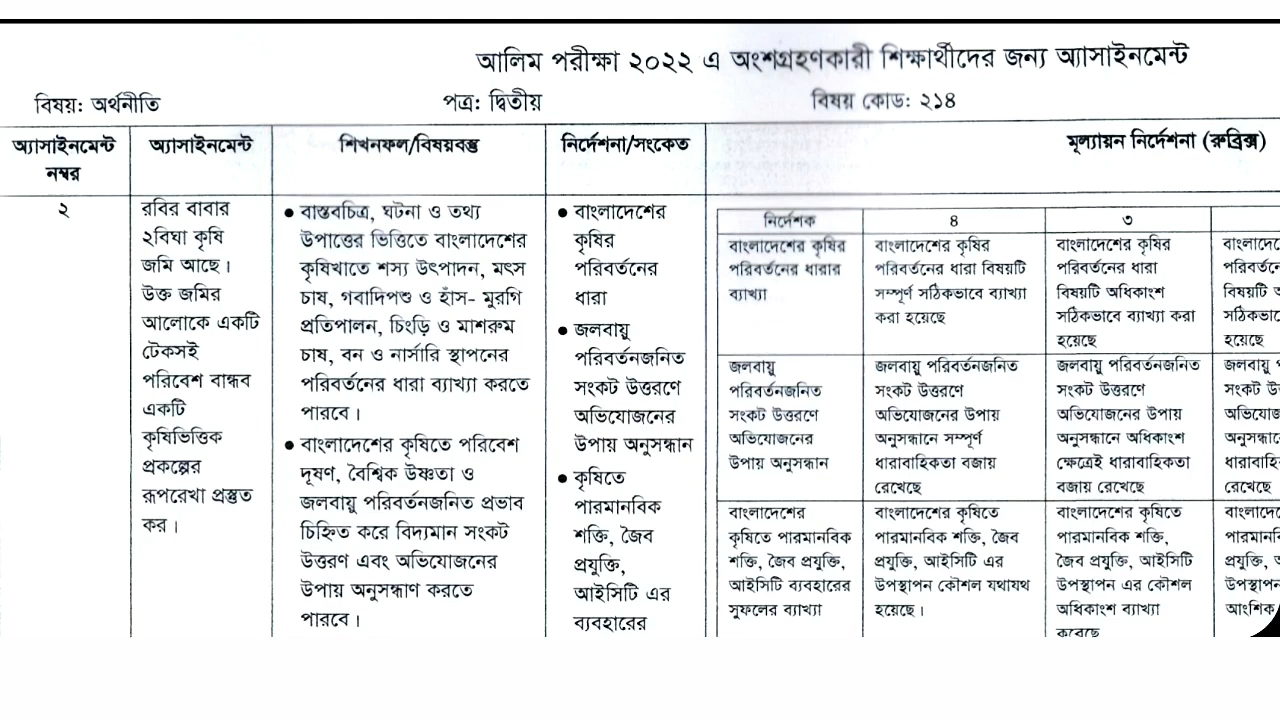 আলিম পরীক্ষা ২০২২ এ অংশগ্রহণকারী শিক্ষার্থীদের জন্য অ্যাসাইনমেন্ট
বিষয়: অর্থনীতি
পত্র: দ্বিতীয়
বিষয় কোড: ২১৪
অ্যাসাইনমেন্ট
নম্বর
অ্যাসাইনমেন্ট
শিখনফল/বিষয়বস্তু
নির্দেশনা/সংকেত
মূল্যায়ন নির্দেশনা (রুব্রিক্স)
২
রবির বাবার
২বিঘা কৃষি
জমি আছে।
উক্ত জমির
আলোকে একটি
টেকসই
পরিবেশ বান্ধব
একটি
কৃষিভিত্তিক
প্রকল্পের
রূপরেখা প্রস্তুত
কর।
● বাস্তবচিত্র, ঘটনা ও তথ্য
উপাত্তের ভিত্তিতে বাংলাদেশের
কৃষিখাতে শস্য উৎপাদন, মৎস
চাষ, গবাদিপশু ও হাঁস- মুরগি
প্রতিপালন, চিংড়ি ও মাশরুম
চাষ, বন ও নার্সারি স্থাপনের
পরিবর্তনের ধারা ব্যাখ্যা করতে
পারবে।
● বাংলাদেশের কৃষিতে পরিবেশ
দূষণ, বৈশ্বিক উষ্ণতা ও
জলবায়ু পরিবর্তনজনিত প্রভাব
চিহ্নিত করে বিদ্যমান সংকট
উত্তরণ এবং অভিযোজনের
উপায় অনুসন্ধাণ করতে
পারবে।
● বাংলাদেশের
কৃষির
পরিবর্তনের
ধারা
● জলবায়ু
পরিবর্তনজনিত
সংকট উত্তরণে
অভিযোজনের
উপায় অনুসন্ধান
● কৃষিতে
পারমানবিক
শক্তি, জৈব
প্রযুক্তি,
আইসিটি এর
ব্যবহারের
নির্দেশক
৪
৩
বাংলাদেশের কৃষির
পরিবর্তনের ধারার
ব্যাখ্যা
বাংলাদেশের কৃষির
পরিবর্তনের ধারা বিষয়টি
সম্পূর্ণ সঠিকভাবে ব্যাখ্যা
করা হয়েছে
বাংলাদেশের কৃষির
পরিবর্তনের ধারা
বিষয়টি অধিকাংশ
সঠিকভাবে ব্যাখ্যা করা
হয়েছে
বিষয়টি
হয়েছে
জলবায়ু
পরিবর্তনজনিত
সংকট উত্তরণে
অভিযোজনের
উপায় অনুসন্ধান
জলবায়ু পরিবর্তনজনিত
সংকট উত্তরণে
অভিযোজনের উপায়
অনুসন্ধানে সম্পূর্ণ
ধারাবাহিকতা বজায়
রেখেছে
জলবায়ু পরিবর্তনজনিত
সংকট উত্তরণে
অভিযোজনের উপায়
অনুসন্ধানে অধিকাংশ
ক্ষেত্রেই ধারাবাহিকতা
বজায় রেখেছে
জলবায়ু
সংকট
রেখেছে
বাংলাদেশের
কৃষিতে পারমানবিক
শক্তি, জৈব প্রযুক্তি,
আইসিটি ব্যবহারের
সুফলের ব্যাখ্যা
বাংলাদেশের কৃষিতে
পারমানবিক শক্তি, জৈব
প্রযুক্তি, আইসিটি এর
উপস্থাপন কৌশল যথাযথ
হয়েছে।
বাংলাদেশের কৃষিতে
পারমানবিক শক্তি,
জৈব প্রযুক্তি, আইসিটি
উপস্থাপন এর কৌশল
অধিকাংশ ব্যাখ্যা
করেছে
প্রযুক্তি,
আংশিক